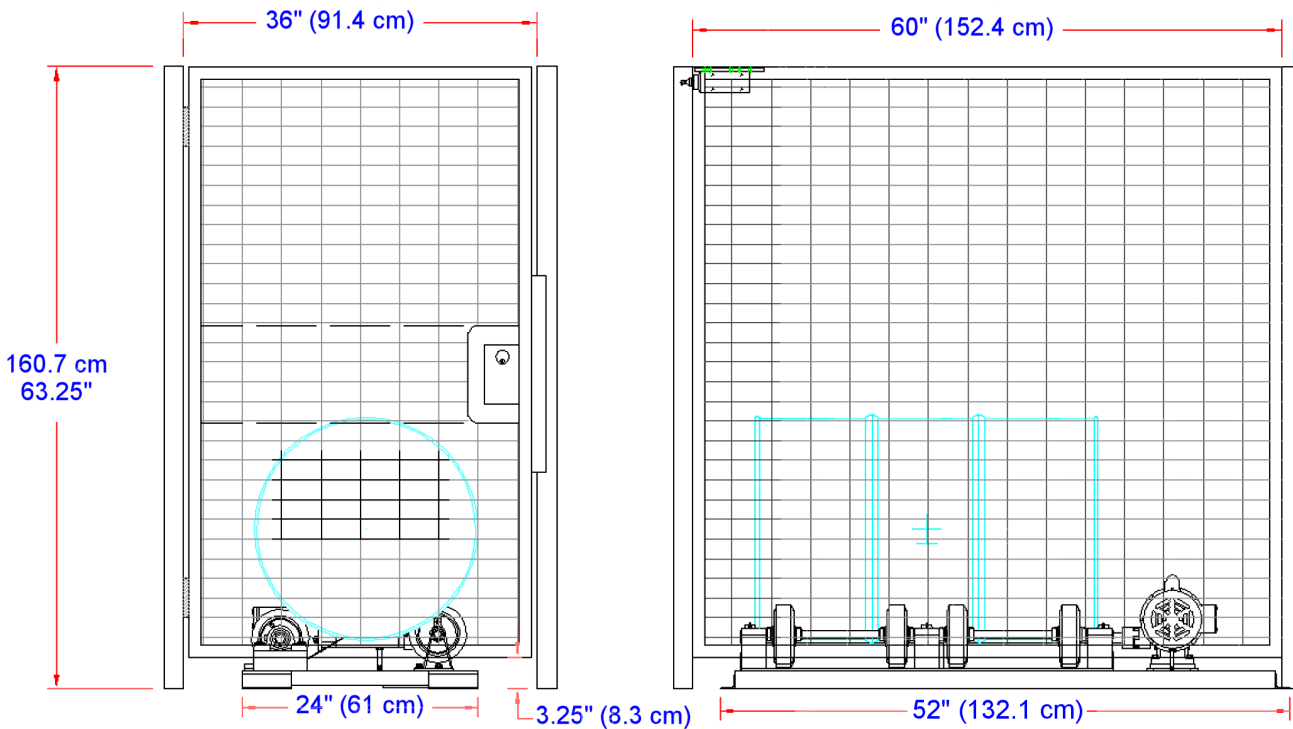 36" (91.4 cm)
60" (152.4 cm)
160.7 cm
63.25"
24" (61 cm)
3.25" (8.3 cm)
52" (132.1 cm)